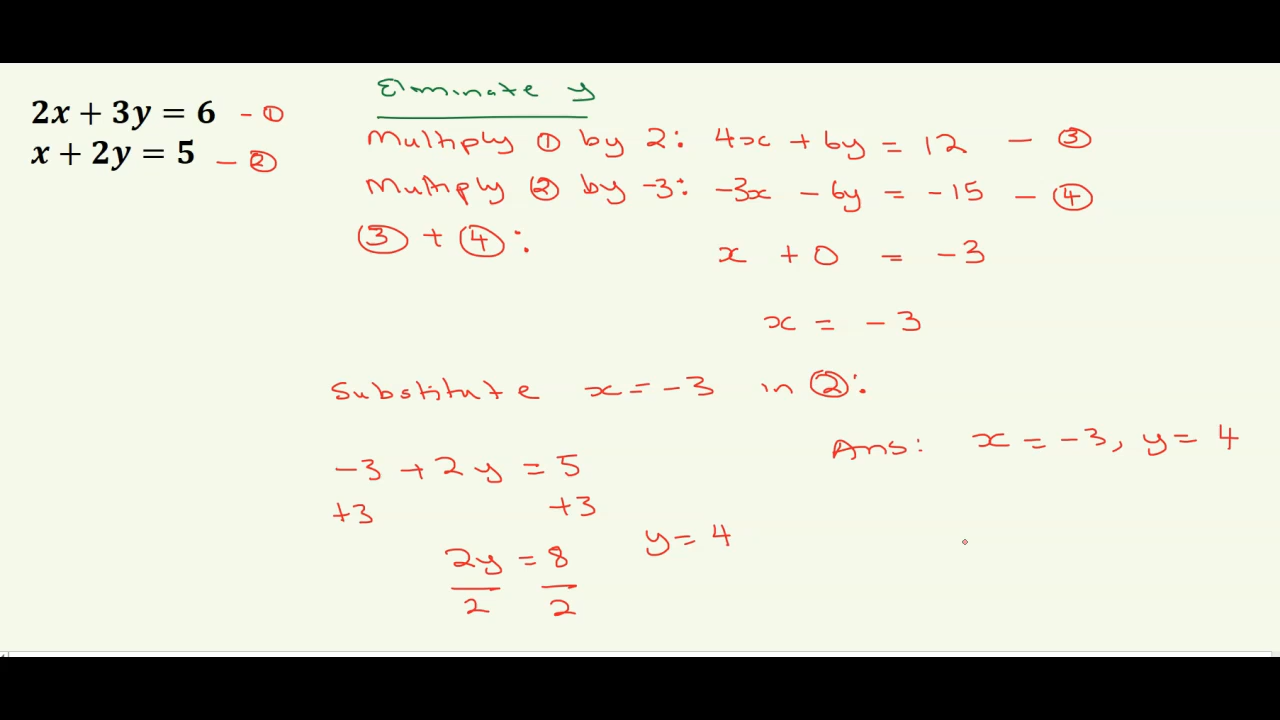 2x + 3y = 6 - ①
x + 2y = 5 - ②
Eliminate y
Multiply ① by 2: 4x + 6y = 12 - ③
Multiply ② by -3: -3x - 6y = -15 - ④
③ + ④:
x + 0 = -3
x = -3
Substitute x = -3 in ②:
Ans: x = -3, y = 4
-3 + 2y = 5
+3 +3
y = 4
2y = 8
2 2